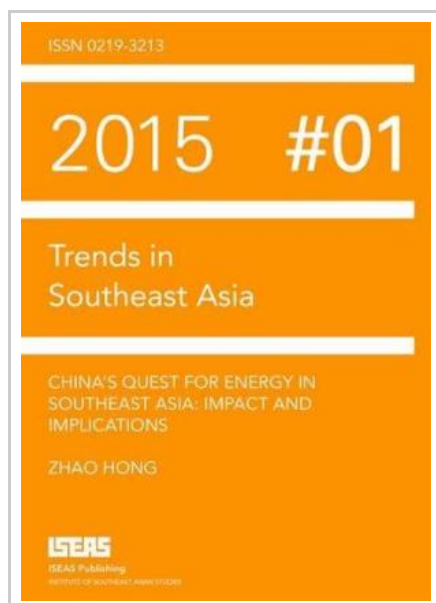 ISSN 0219-3213
2015 #01
Trends in
Southeast Asia
CHINA'S QUEST FOR ENERGY IN
SOUTHEAST ASIA: IMPACT AND
IMPLICATIONS
ZHAO HONG
ISEAS
ISEAS Publishing
INSTITUTE OF SOUTHEAST ASIAN STUDIES